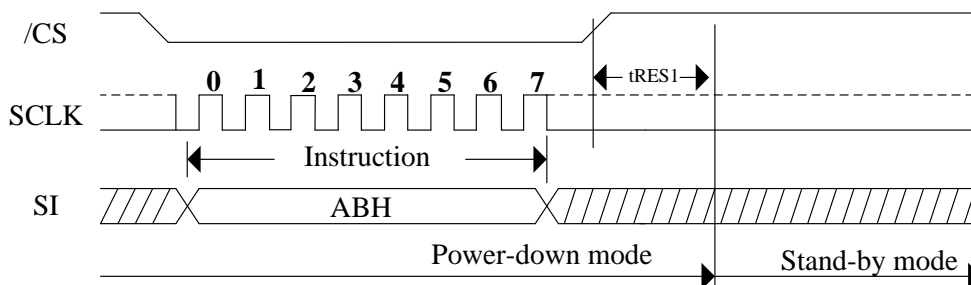 /CS
tRES1
0 1 2 3 4 5 6 7
SCLK
Instruction
SI
ABH
Power-down mode
Stand-by mode